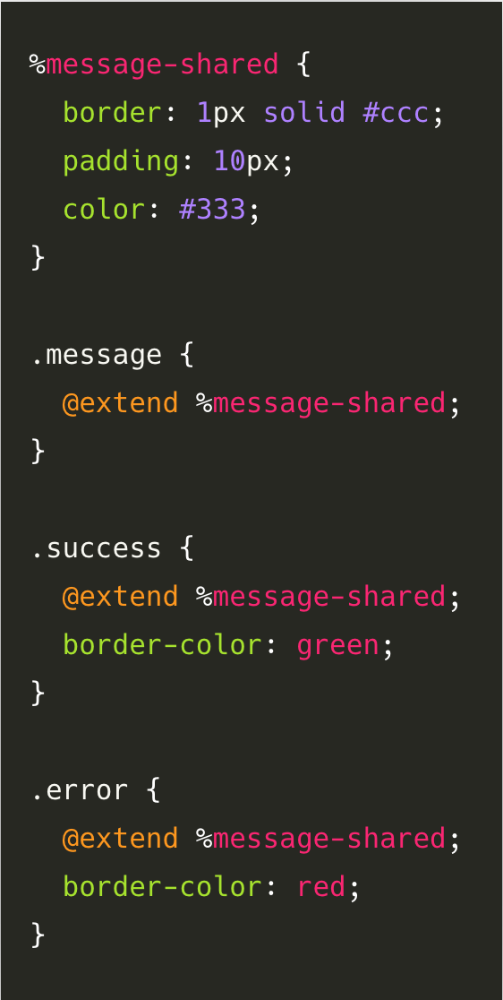 %message-shared {
  border: 1px solid #ccc;
  padding: 10px;
  color: #333;
}

.message {
  @extend %message-shared;
}

.success {
  @extend %message-shared;
  border-color: green;
}

.error {
  @extend %message-shared;
  border-color: red;
}